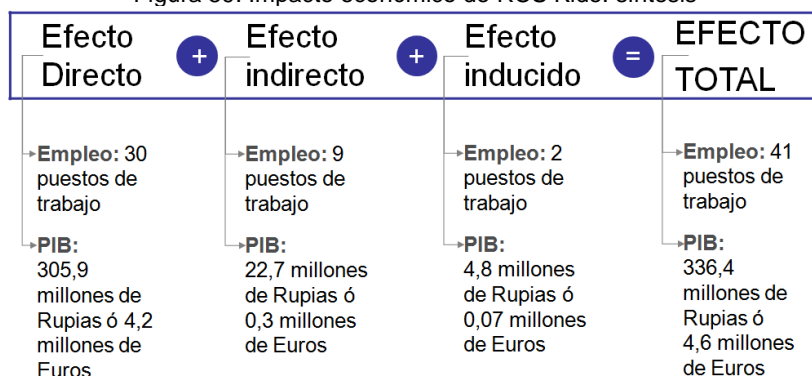 Efecto
Directo
+
Efecto
indirecto
+
Efecto
inducido
=
EFECTO
TOTAL
Empleo: 30
puestos de
trabajo
PIB:
305,9
millones de
Rupias ó 4,2
millones de
Euros
Empleo: 9
puestos de
trabajo
PIB:
22,7 millones
de Rupias ó
0,3 millones
de Euros
Empleo: 2
puestos de
trabajo
PIB:
4,8 millones
de Rupias ó
0,07 millones
de Euros
Empleo: 41
puestos de
trabajo
PIB:
336,4
millones de
Rupias ó
4,6 millones
de Euros